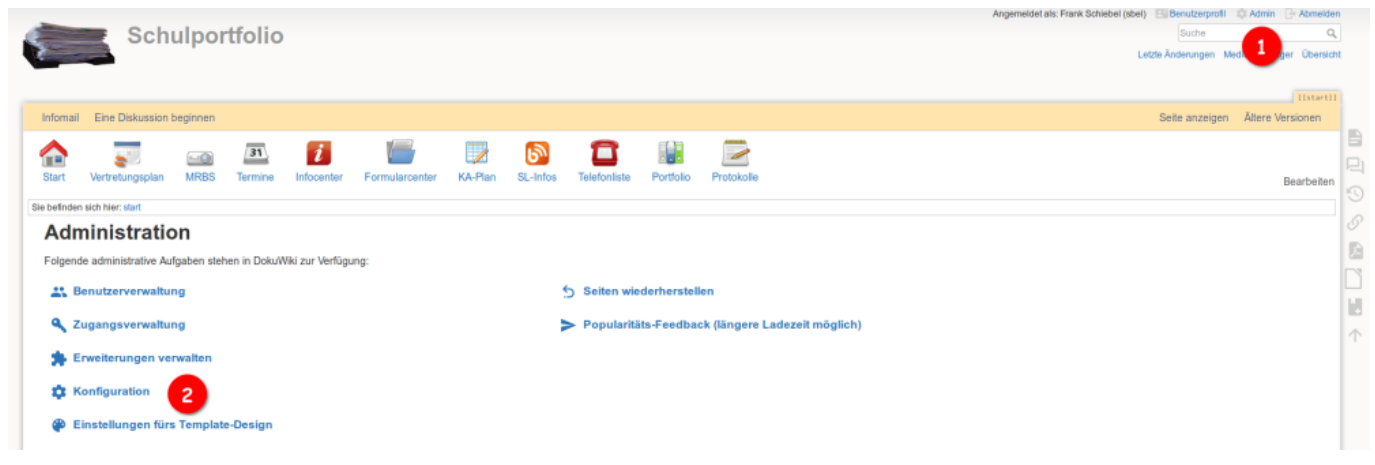 Angemeldet als: Frank Schiebel (sbel) Benutzerprofil Admin Abmelden
Schulportfolio
Suche
1
Letzte Änderungen Übersicht
[[start]]
Infomail Eine Diskussion beginnen Seite anzeigen Ältere Versionen
31
Start Vertretungsplan MRBS Termine Infocenter Formularcenter KA-Plan SL-Infos Telefonliste Portfolio Protokolle
Bearbeiten
Sie befinden sich hier: start
Administration
Folgende administrative Aufgaben stehen in DokuWiki zur Verfügung:
Benutzerverwaltung Seiten wiederherstellen
Zugangsverwaltung Popularitäts-Feedback (längere Ladezeit möglich)
Erweiterungen verwalten
Konfiguration 2
Einstellungen fürs Template-Design